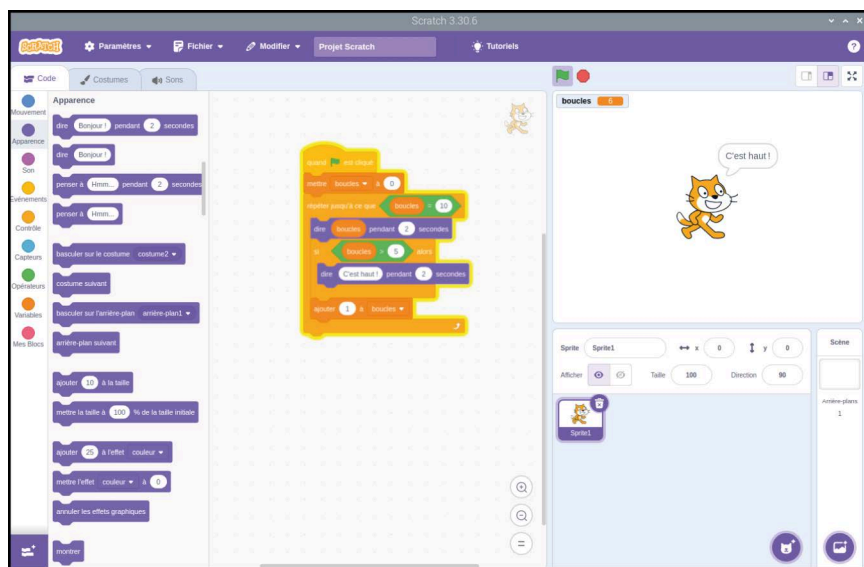 Scratch 3.30.6
SCRATCH Paramètres Fichier Modifier Projet Scratch Tutoriels ?
Code Costumes Sons
Mouvement
Apparence
Son
Événements
Contrôle
Capteurs
Opérateurs
Variables
Mes Blocs
Apparence
dire Bonjour ! pendant 2 secondes
dire Bonjour !
penser à Hmm... pendant 2 secondes
penser à Hmm...
basculer sur le costume costume2
costume suivant
basculer sur l'arrière-plan arrière-plan1
arrière-plan suivant
ajouter 10 à la taille
mettre la taille à 100 % de la taille initiale
ajouter 25 à l'effet couleur
mettre l'effet couleur à 0
annuler les effets graphiques
montrer
quand est cliqué
mettre boucles à 0
répéter jusqu'à ce que boucles = 10
dire boucles pendant 2 secondes
si boucles > 5 alors
dire C'est haut ! pendant 2 secondes
ajouter 1 à boucles
boucles 6
C'est haut !
Sprite Sprite1 x 0 y 0
Afficher Taille 100 Direction 90
Sprite1
Scène
Arrière-plans
1